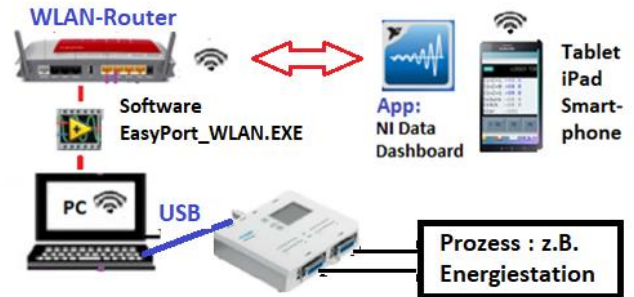 WLAN-Router
Software
EasyPort_WLAN.EXE
App:
NI Data
Dashboard
Tablet
iPad
Smart-
phone
PC
USB
Prozess : z.B.
Energiestation